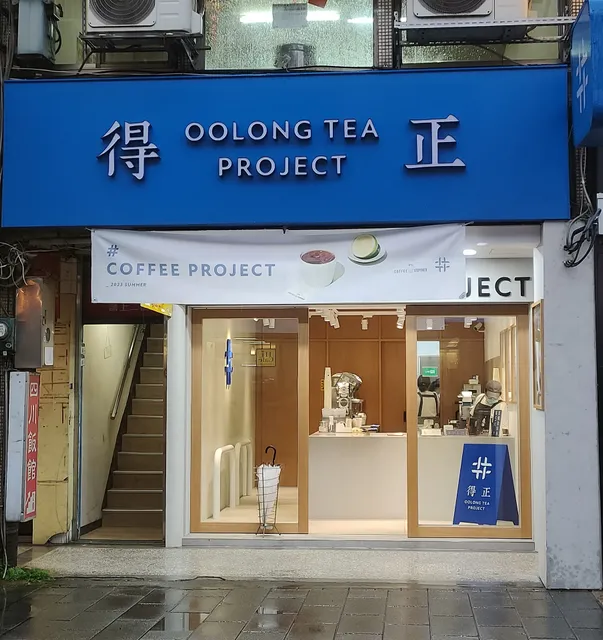 得
OOLONG TEA
PROJECT
正
#
COFFEE PROJECT
_ 2023 SUMMER
JECT
四川飯館
#
得正
OOLONG TEA
PROJECT